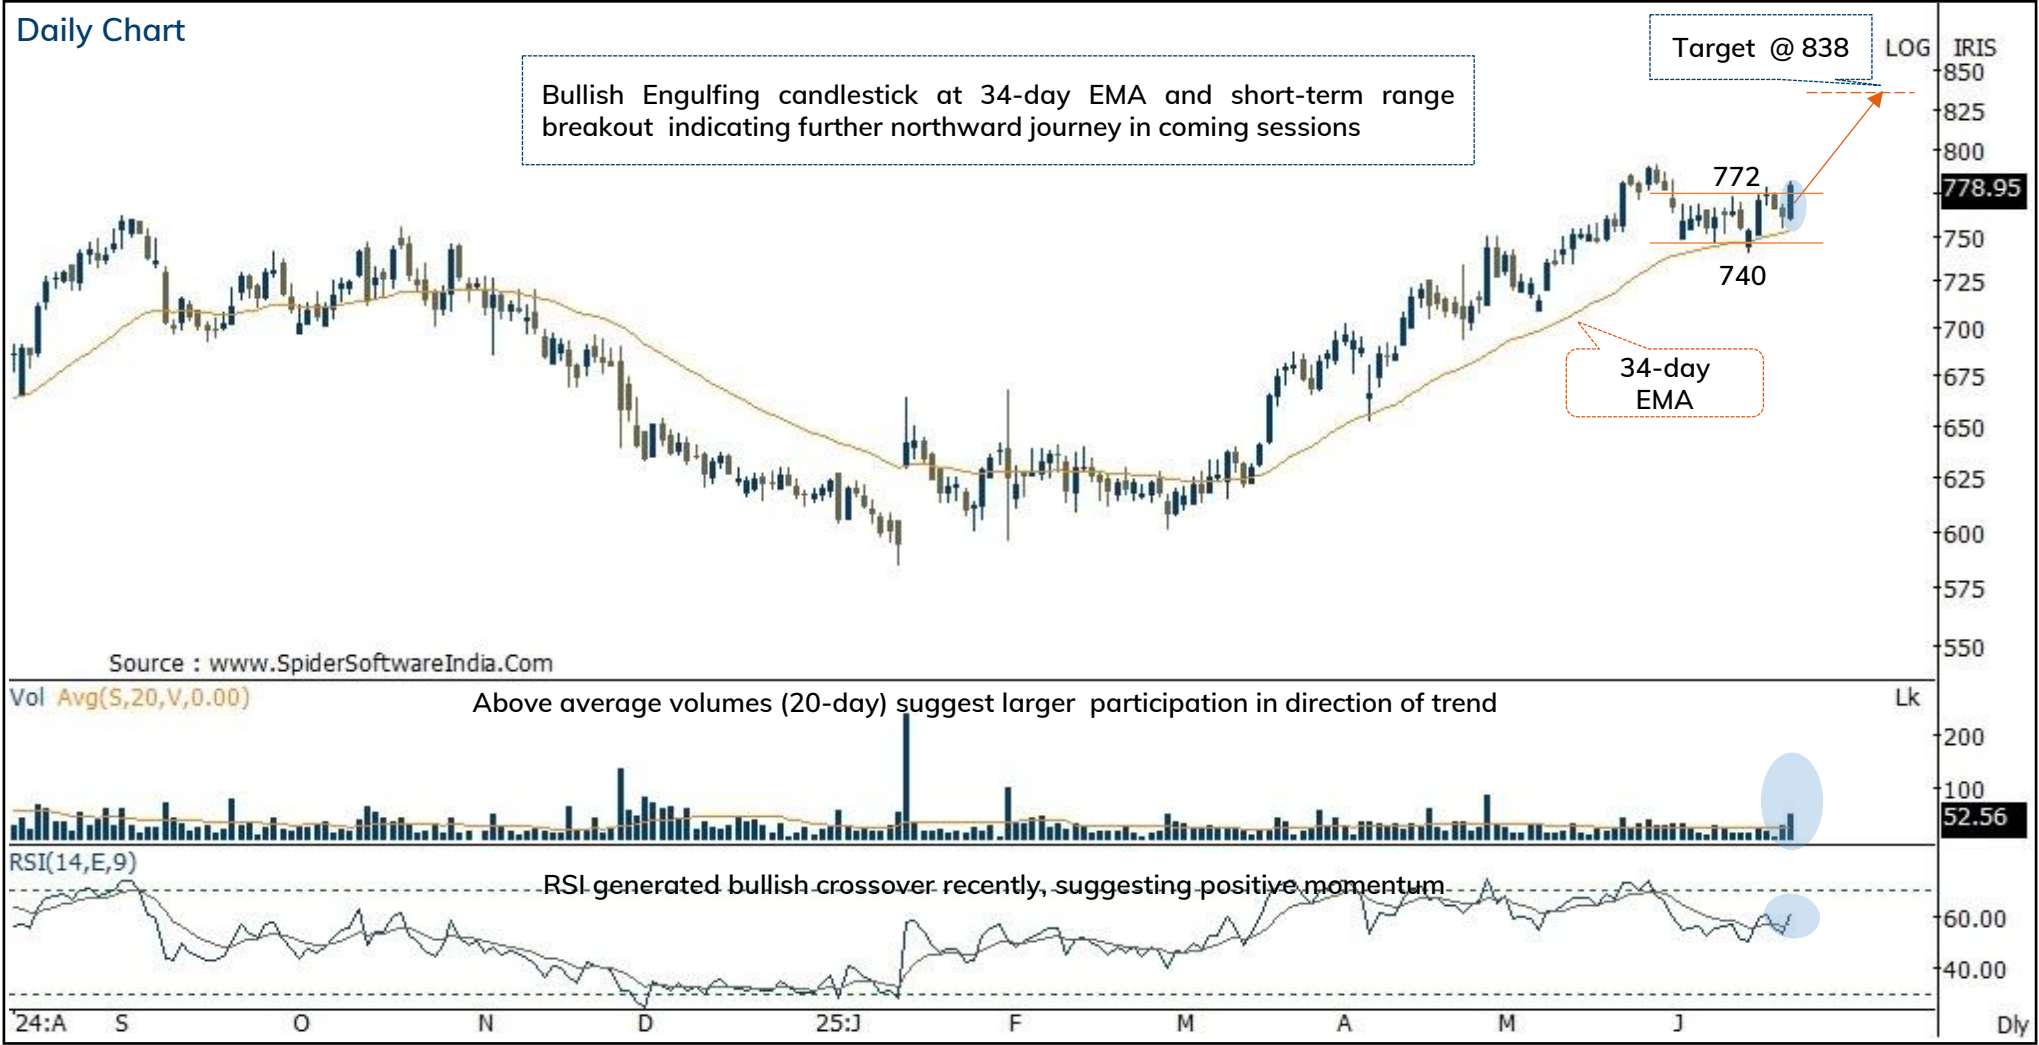 Daily Chart
Target @ 838
LOG IRIS
Bullish Engulfing candlestick at 34-day EMA and short-term range
breakout indicating further northward journey in coming sessions
850
825
800
778.95
750
725
700
675
650
625
600
575
550
772
740
34-day
EMA
Source : www.SpiderSoftwareIndia.Com
Vol Avg(S,20,V,0.00)
Above average volumes (20-day) suggest larger participation in direction of trend
Lk
200
100
52.56
RSI(14,E,9)
RSI generated bullish crossover recently, suggesting positive momentum
60.00
40.00
'24:A S O N D 25:J F M A M J
Dly